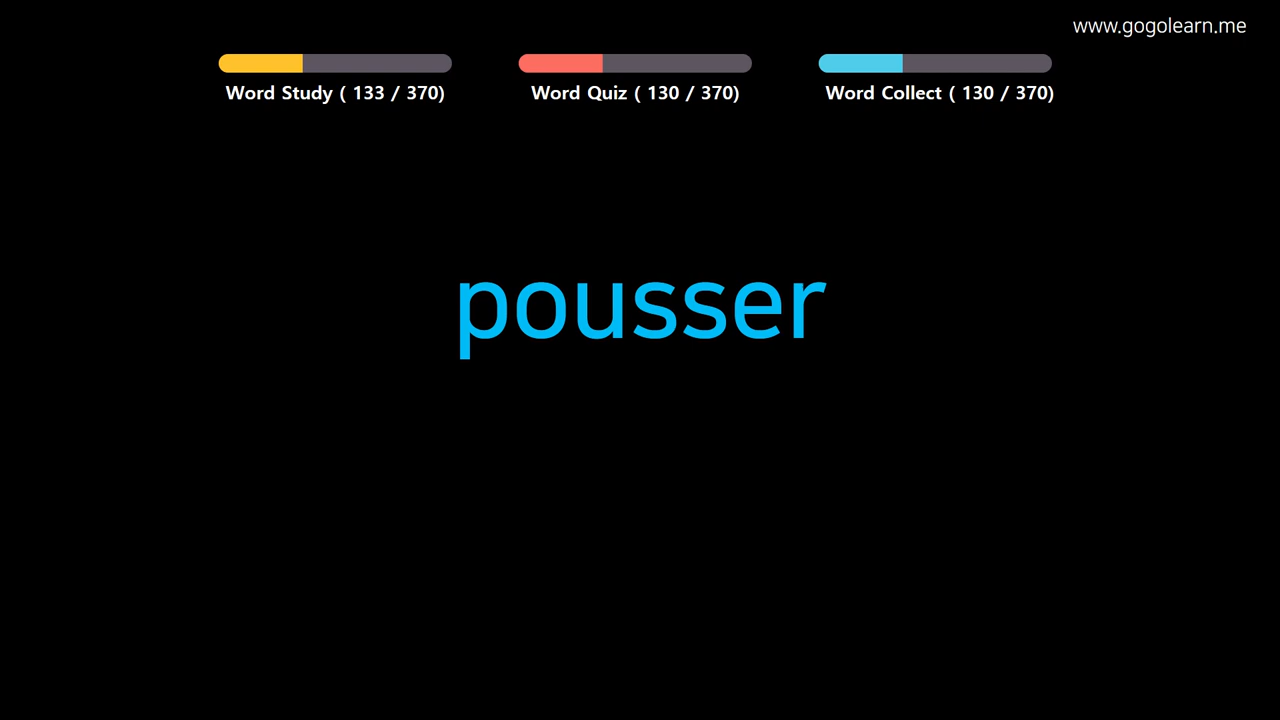 www.gogolearn.me
Word Study ( 133 / 370)
Word Quiz ( 130 / 370)
Word Collect ( 130 / 370)
pousser